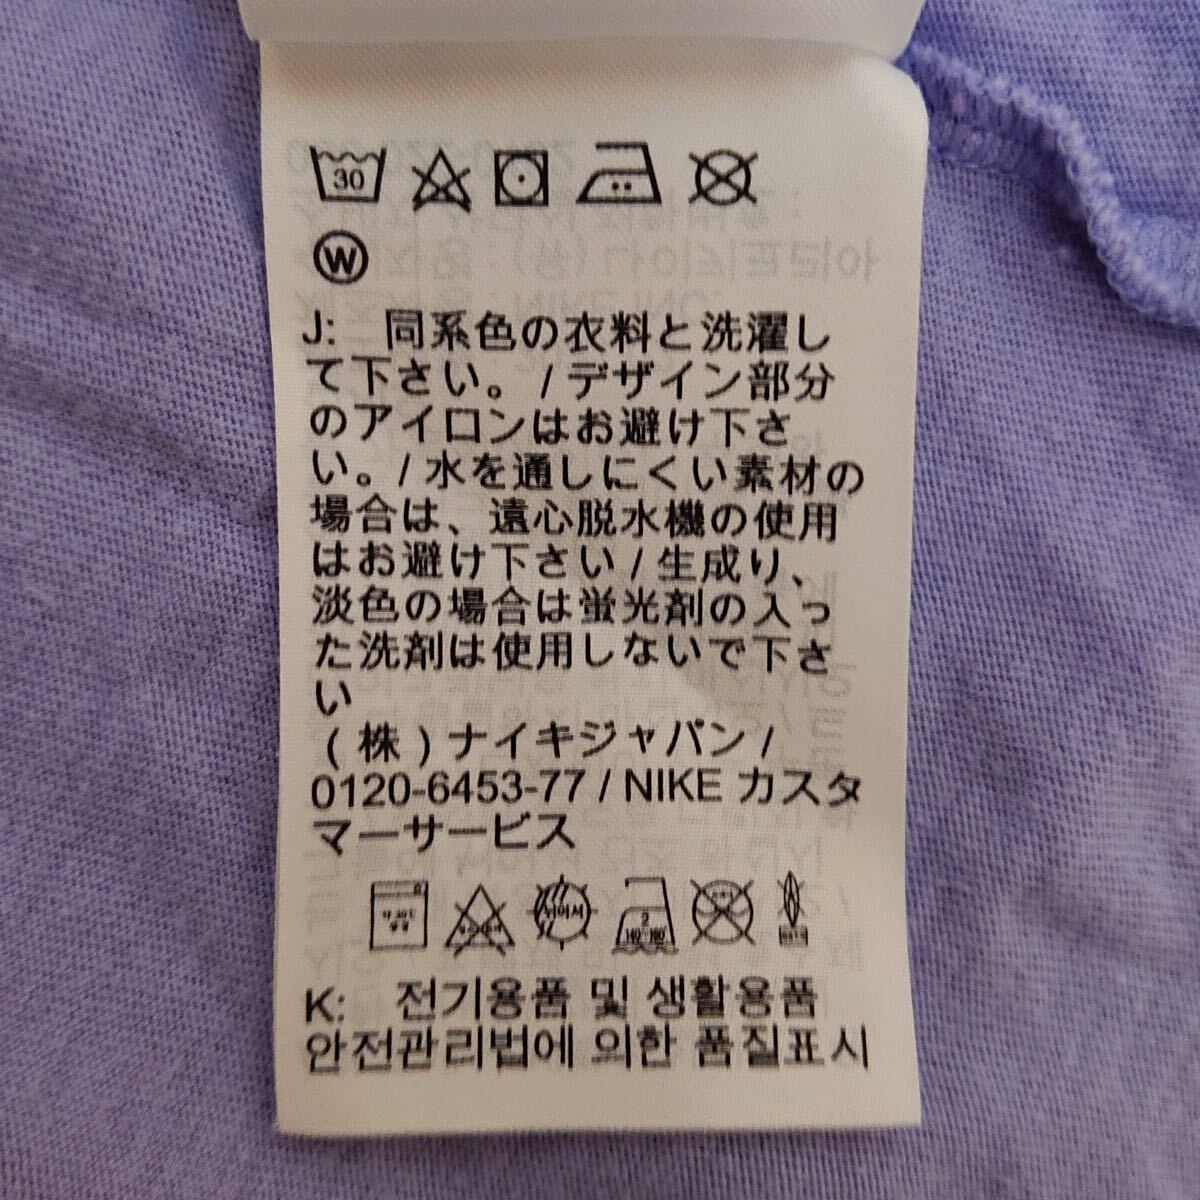 30
W
J: 同系色の衣料と洗濯し
て下さい。/ デザイン部分
のアイロンはお避け下さ
い。/ 水を通しにくい素材の
場合は、遠心脱水機の使用
はお避け下さい / 生成り、
淡色の場合は蛍光剤の入っ
た洗剤は使用しないで下さ
い
( 株 ) ナイキジャパン /
0120-6453-77 / NIKE カスタ
マーサービス
K: 전기용품 및 생활용품
안전관리법에 의한 품질표시